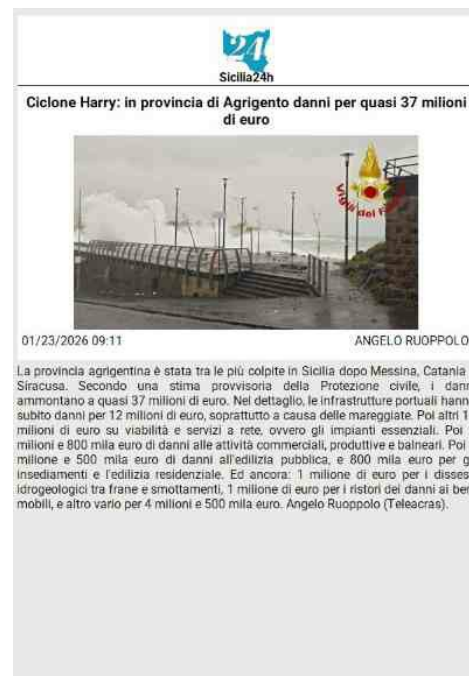 24
Sicilia24h
Ciclone Harry: in provincia di Agrigento danni per quasi 37 milioni
di euro
Vigili del
01/23/2026 09:11
ANGELO RUOPPOLO
La provincia agrigentina è stata tra le più colpite in Sicilia dopo Messina, Catania
Siracusa. Secondo una stima provvisoria della Protezione civile, i
ammontano a quasi 37 milioni di euro. Nel dettaglio, le infrastrutture portuali
subito danni per 12 milioni di euro, soprattutto a causa delle mareggiate. Poi altri
milioni di euro su viabilità e servizi a rete, ovvero gli impianti essenziali. Poi
milioni e 800 mila euro di danni alle attività commerciali, produttive e balneari. Poi
milione e 500 mila euro di danni all'edilizia pubblica, e 800 mila euro per
insediamenti e l'edilizia residenziale. Ed ancora: 1 milione di euro per i
idrogeologici tra frane e smottamenti, 1 milione di euro per i ristori dei danni ai
mobili, e altro vario per 4 milioni e 500 mila euro. Angelo Ruoppolo (Teleacras).